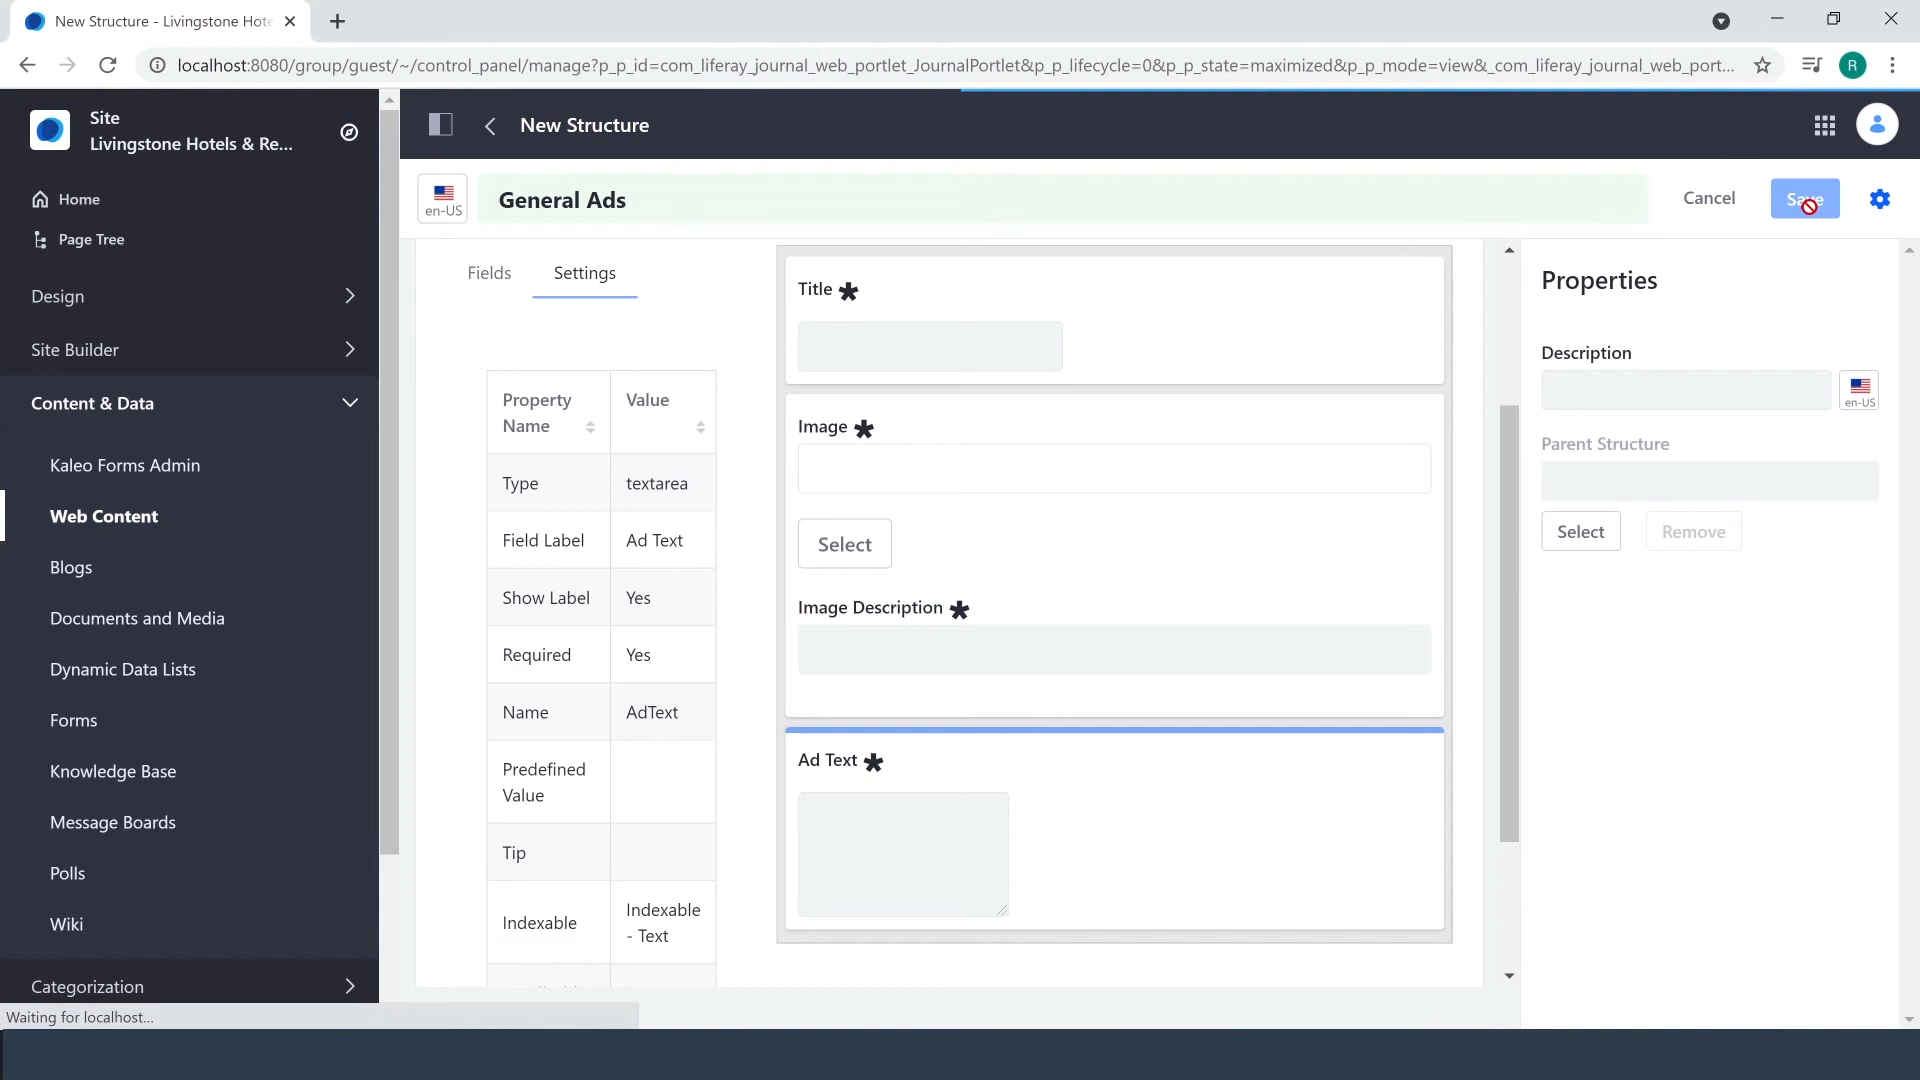 New Structure - Livingstone Hote
localhost:8080/group/guest/~/control_panel/manage?p_p_id=com_liferay_journal_web_portlet_JournalPortlet&p_p_lifecycle=0&p_p_state=maximized&p_p_mode=view&_com_liferay_journal_web_port...
R
Site
Livingstone Hotels & Re...
New Structure
Home
Page Tree
Design
Site Builder
Content & Data
Kaleo Forms Admin
Web Content
Blogs
Documents and Media
Dynamic Data Lists
Forms
Knowledge Base
Message Boards
Polls
Wiki
Categorization
Waiting for localhost...
en-US
General Ads
Cancel
Save
Fields
Settings
Property Name
Value
Type
textarea
Field Label
Ad Text
Show Label
Yes
Required
Yes
Name
AdText
Predefined
Value
Tip
Indexable
Indexable
- Text
Title
Image
Select
Image Description
Ad Text
Properties
Description
en-US
Parent Structure
Select
Remove